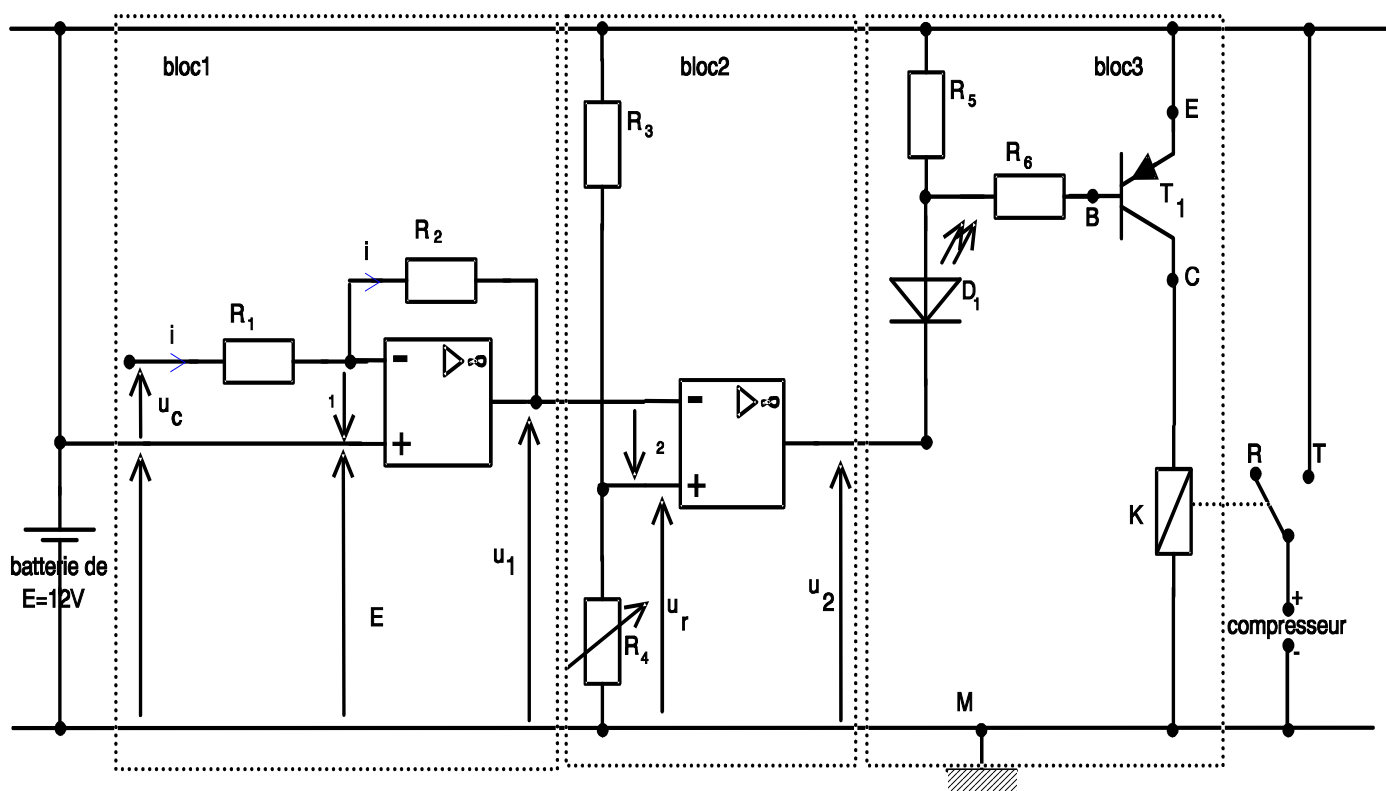 bloc1
bloc2
bloc3
R3
R5
E
R6
T1
B
R2
i
C
D1
R1
i
-
+
1
uc
-
+
2
R
T
K
u1
u2
batterie de
E=12V
E
ur
R4
+
compresseur
-
M